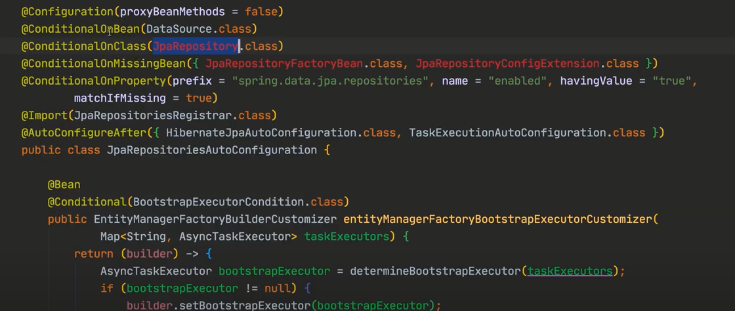 @Configuration(proxyBeanMethods = false)
@ConditionalOnBean(DataSource.class)
@ConditionalOnClass(JpaRepository.class)
@ConditionalOnMissingBean({ JpaRepositoryFactoryBean.class, JpaRepositoryConfigExtension.class })
@ConditionalOnProperty(prefix = "spring.data.jpa.repositories", name = "enabled", havingValue = "true",
matchIfMissing = true)
@Import(JpaRepositoriesRegistrar.class)
@AutoConfigureAfter({ HibernateJpaAutoConfiguration.class, TaskExecutionAutoConfiguration.class })
public class JpaRepositoriesAutoConfiguration {
@Bean
@Conditional(BootstrapExecutorCondition.class)
public EntityManagerFactoryBuilderCustomizer entityManagerFactoryBootstrapExecutorCustomizer(
Map<String, AsyncTaskExecutor> taskExecutors) {
return (builder) -> {
AsyncTaskExecutor bootstrapExecutor = determineBootstrapExecutor(taskExecutors);
if (bootstrapExecutor != null) {
builder.setBootstrapExecutor(bootstrapExecutor);